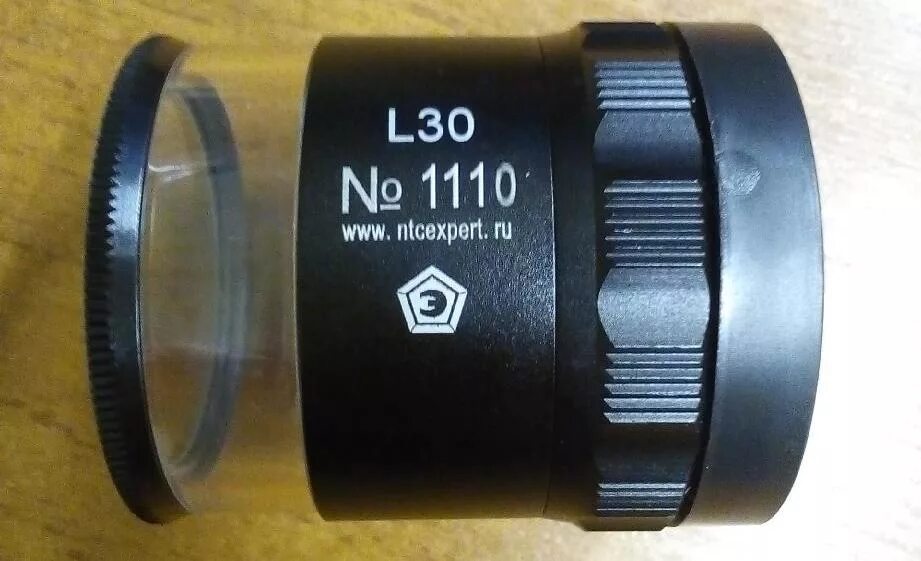 L30
№ 1110
www. ntcexpert. ru
Э